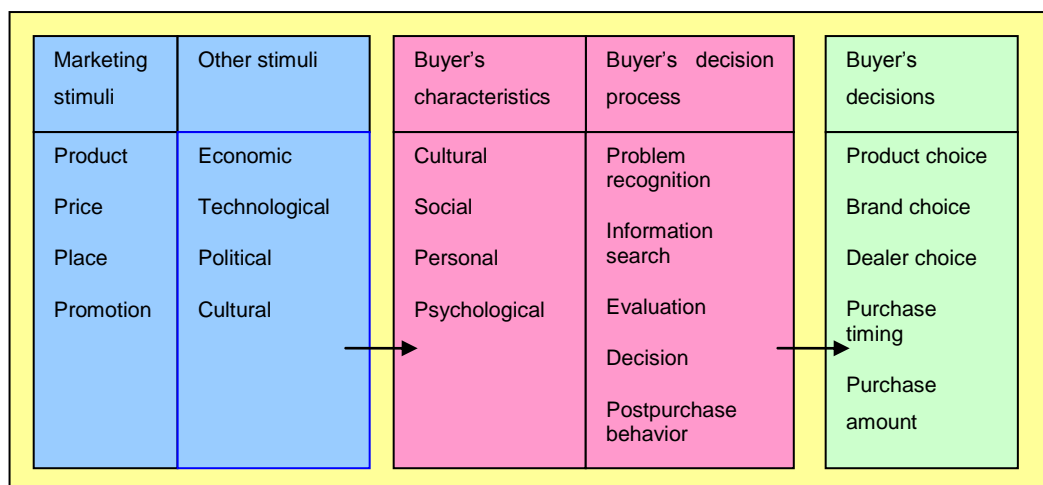 Marketing
stimuli
Other stimuli
Buyer’s
characteristics
Buyer’s decision
process
Buyer’s
decisions
Product
Price
Place
Promotion
Economic
Technological
Political
Cultural
Cultural
Social
Personal
Psychological
Problem
recognition
Information
search
Evaluation
Decision
Postpurchase
behavior
Product choice
Brand choice
Dealer choice
Purchase
timing
Purchase
amount